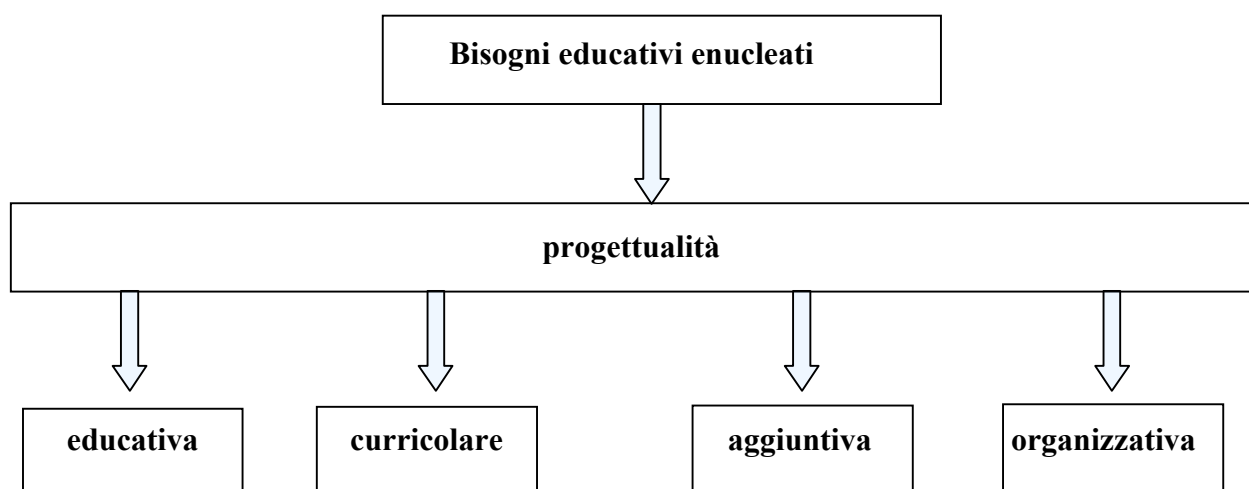 Bisogni educativi enucleati
progettualità
educativa
curricolare
aggiuntiva
organizzativa